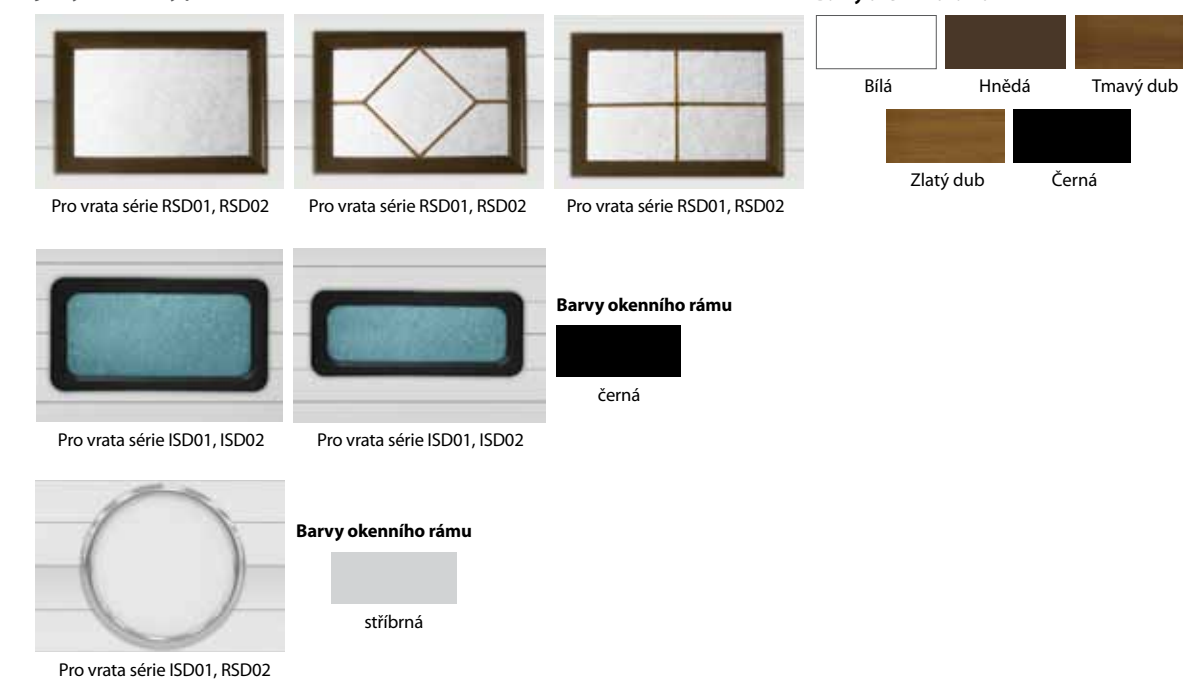 Bílá
Hnědá
Tmavý dub
Zlatý dub
Černá
Pro vrata série RSD01, RSD02
Pro vrata série RSD01, RSD02
Pro vrata série RSD01, RSD02
Barvy okenního rámu
černá
Pro vrata série ISD01, ISD02
Pro vrata série ISD01, ISD02
Barvy okenního rámu
stříbrná
Pro vrata série ISD01, RSD02